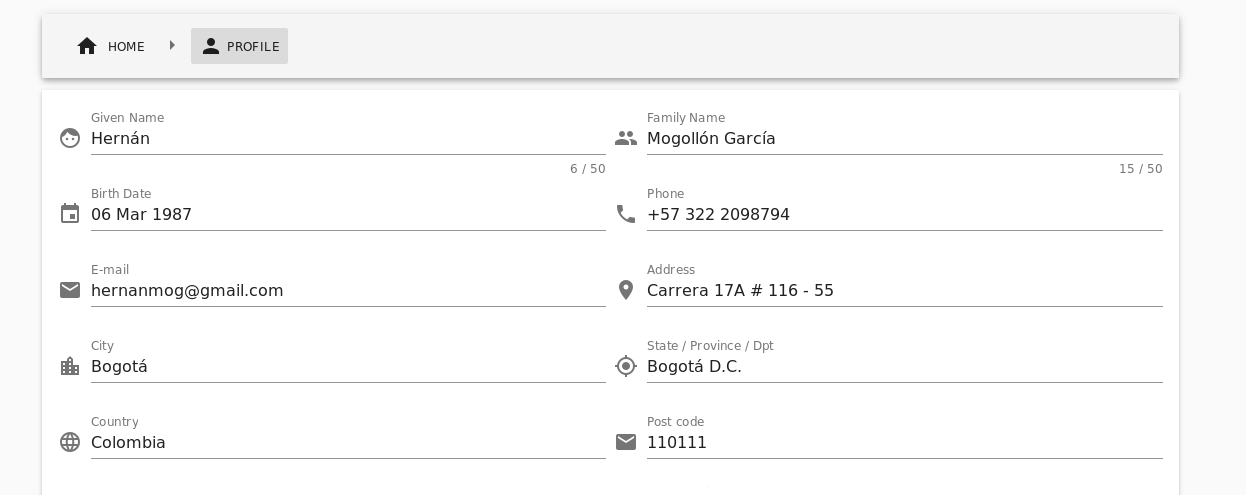 HOME PROFILE
Given Name Family Name
Hernán Mogollón García
6 / 50 15 / 50
Birth Date Phone
06 Mar 1987 +57 322 2098794
E-mail Address
hernanmog@gmail.com Carrera 17A # 116 - 55
City State / Province / Dpt
Bogotá Bogotá D.C.
Country Post code
Colombia 110111